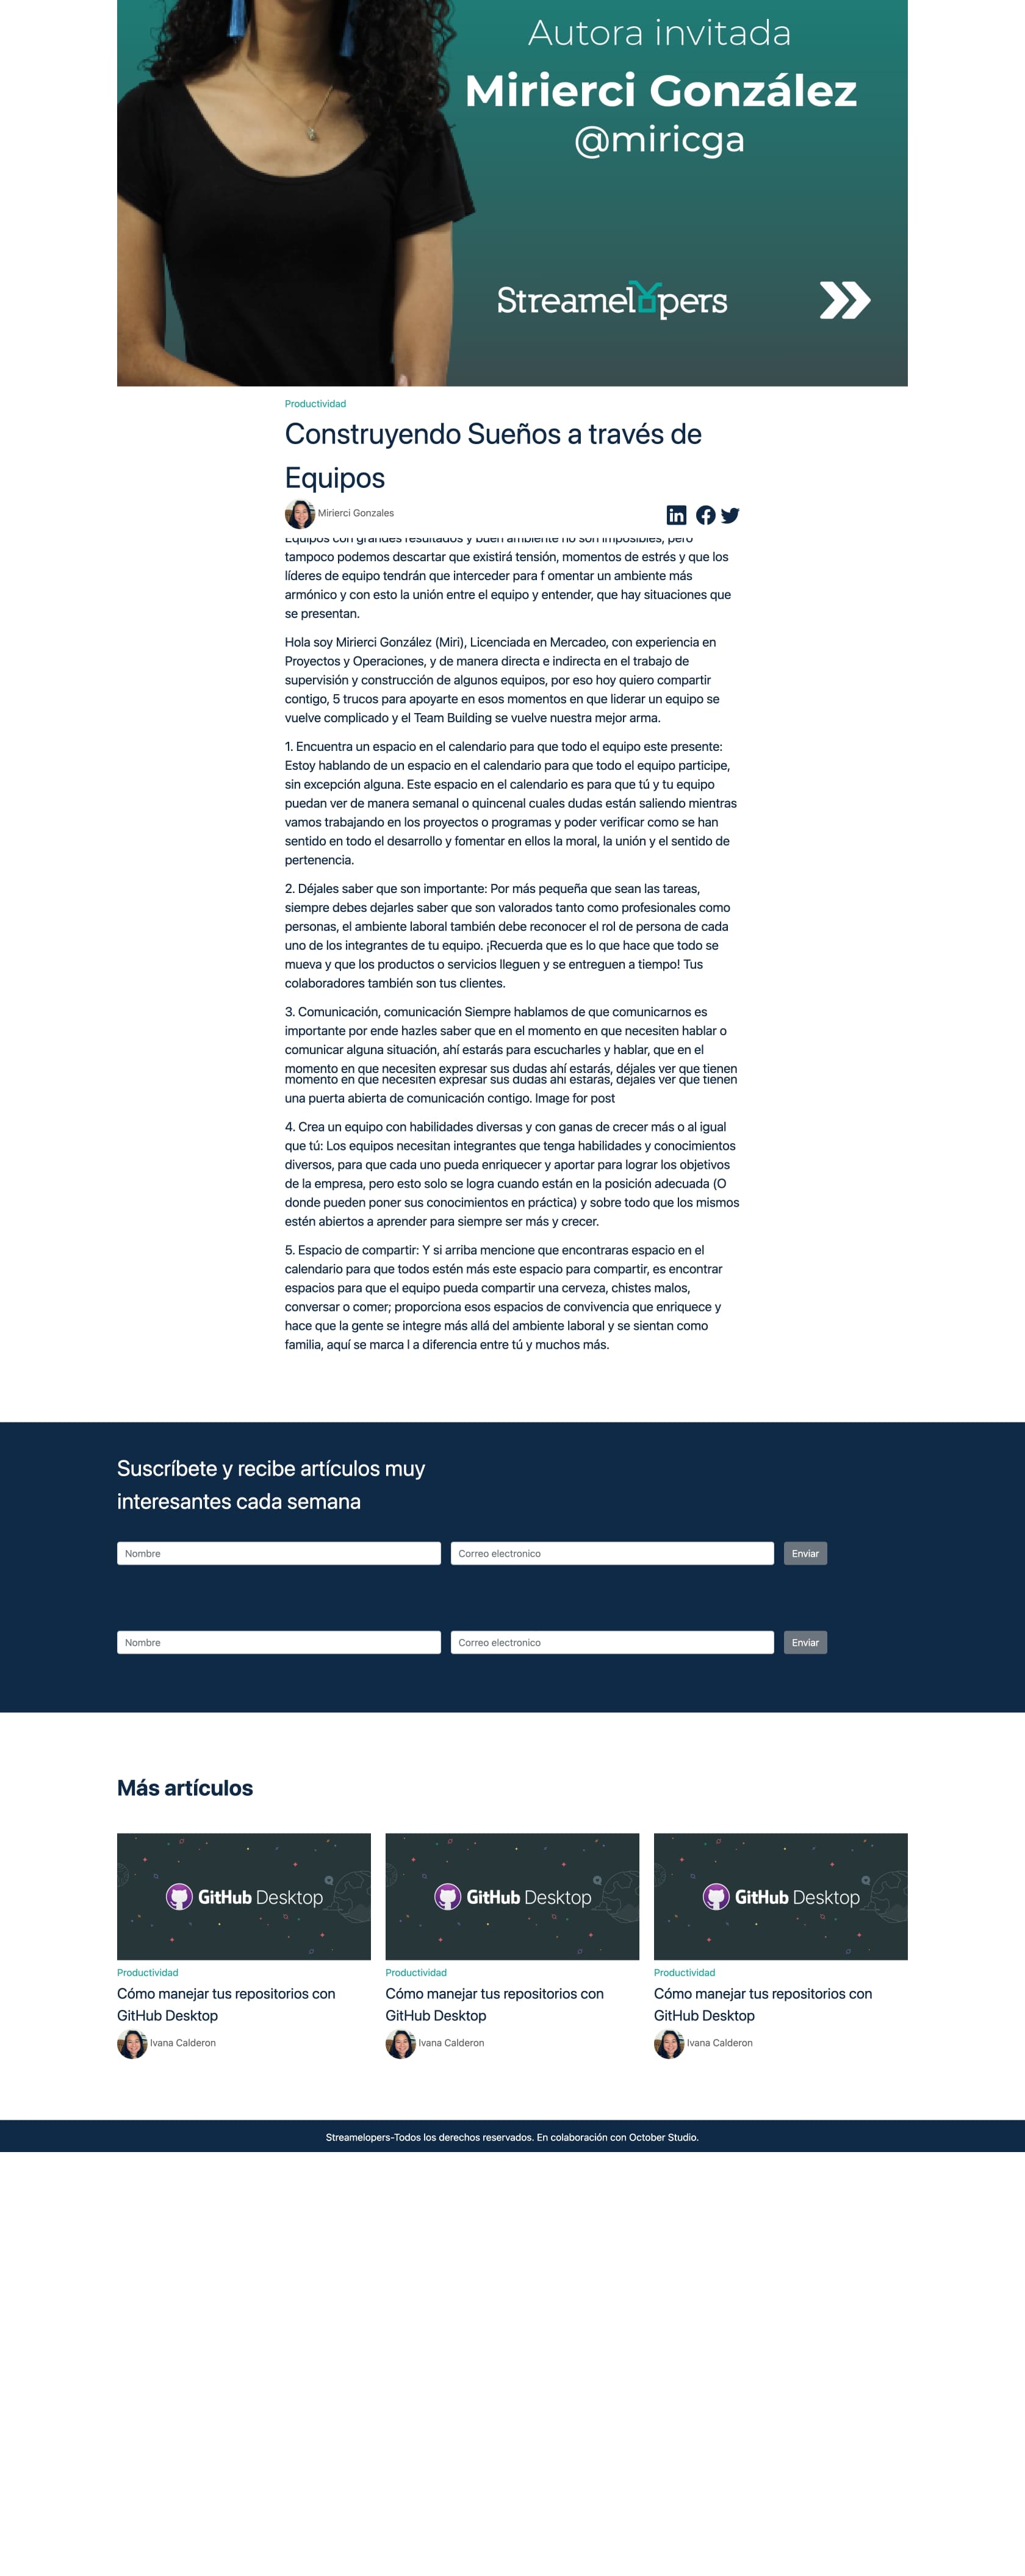 Autora invitada
Mirierci González
@miricga
Streamelopers
Productividad
Construyendo Sueños a través de
Equipos
Mirierci Gonzales
Equipos con grandes resultados y buen ambiente no son imposibles, pero
tampoco podemos descartar que existirá tensión, momentos de estrés y que los
líderes de equipo tendrán que interceder para f omentar un ambiente más
armónico y con esto la unión entre el equipo y entender, que hay situaciones que
se presentan.
Hola soy Mirierci González (Miri), Licenciada en Mercadeo, con experiencia en
Proyectos y Operaciones, y de manera directa e indirecta en el trabajo de
supervisión y construcción de algunos equipos, por eso hoy quiero compartir
contigo, 5 trucos para apoyarte en esos momentos en que liderar un equipo se
vuelve complicado y el Team Building se vuelve nuestra mejor arma.
1. Encuentra un espacio en el calendario para que todo el equipo este presente:
Estoy hablando de un espacio en el calendario para que todo el equipo participe,
sin excepción alguna. Este espacio en el calendario es para que tú y tu equipo
puedan ver de manera semanal o quincenal cuales dudas están saliendo mientras
vamos trabajando en los proyectos o programas y poder verificar como se han
sentido en todo el desarrollo y fomentar en ellos la moral, la unión y el sentido de
pertenencia.
2. Déjales saber que son importante: Por más pequeña que sean las tareas,
siempre debes dejarles saber que son valorados tanto como profesionales como
personas, el ambiente laboral también debe reconocer el rol de persona de cada
uno de los integrantes de tu equipo. ¡Recuerda que es lo que hace que todo se
mueva y que los productos o servicios lleguen y se entreguen a tiempo! Tus
colaboradores también son tus clientes.
3. Comunicación, comunicación Siempre hablamos de que comunicarnos es
importante por ende hazles saber que en el momento en que necesiten hablar o
comunicar alguna situación, ahí estarás para escucharles y hablar, que en el
momento en que necesiten expresar sus dudas ahí estarás, déjales ver que tienen
momento en que necesiten expresar sus dudas ahí estarás, déjales ver que tienen
una puerta abierta de comunicación contigo. Image for post
4. Crea un equipo con habilidades diversas y con ganas de crecer más o al igual
que tú: Los equipos necesitan integrantes que tenga habilidades y conocimientos
diversos, para que cada uno pueda enriquecer y aportar para lograr los objetivos
de la empresa, pero esto solo se logra cuando están en la posición adecuada (O
donde pueden poner sus conocimientos en práctica) y sobre todo que los mismos
estén abiertos a aprender para siempre ser más y crecer.
5. Espacio de compartir: Y si arriba mencione que encontraras espacio en el
calendario para que todos estén más este espacio para compartir, es encontrar
espacios para que el equipo pueda compartir una cerveza, chistes malos,
conversar o comer; proporciona esos espacios de convivencia que enriquece y
hace que la gente se integre más allá del ambiente laboral y se sientan como
familia, aquí se marca l a diferencia entre tú y muchos más.
Suscríbete y recibe artículos muy
interesantes cada semana
Nombre Correo electronico Enviar
Nombre Correo electronico Enviar
Más artículos
GitHub Desktop GitHub Desktop GitHub Desktop
Productividad Productividad Productividad
Cómo manejar tus repositorios con Cómo manejar tus repositorios con Cómo manejar tus repositorios con
GitHub Desktop GitHub Desktop GitHub Desktop
Ivana Calderon Ivana Calderon Ivana Calderon
Streamelopers-Todos los derechos reservados. En colaboración con October Studio.